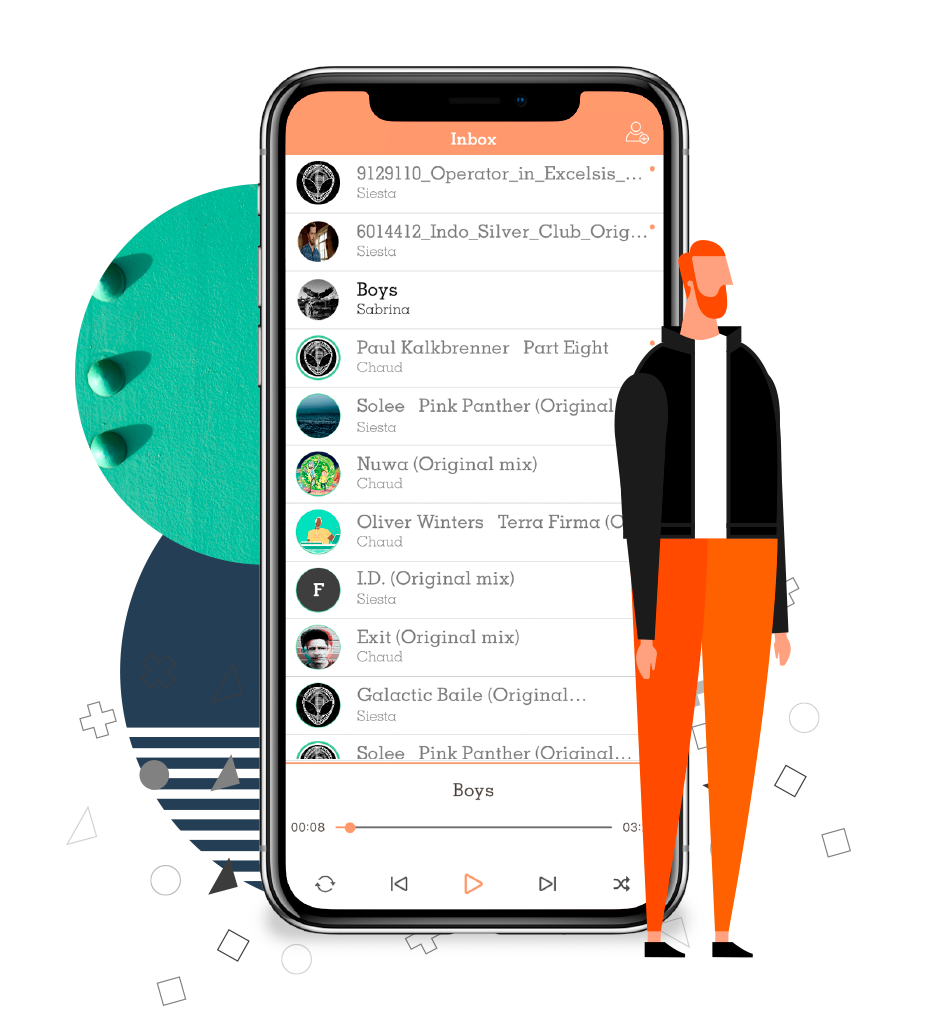 Inbox
9129110_Operator_in_Excelsis_...
Siesta
6014412_Indo_Silver_Club_Orig...
Siesta
Boys
Sabrina
Paul Kalkbrenner Part Eight
Chaud
Solee Pink Panther (Original
Siesta
Nuwa (Original mix)
Chaud
Oliver Winters Terra Firma (O
Chaud
F
I.D. (Original mix)
Siesta
Exit (Original mix)
Chaud
Galactic Baile (Original...
Siesta
Solee Pink Panther (Original...
Boys
00:08 03: